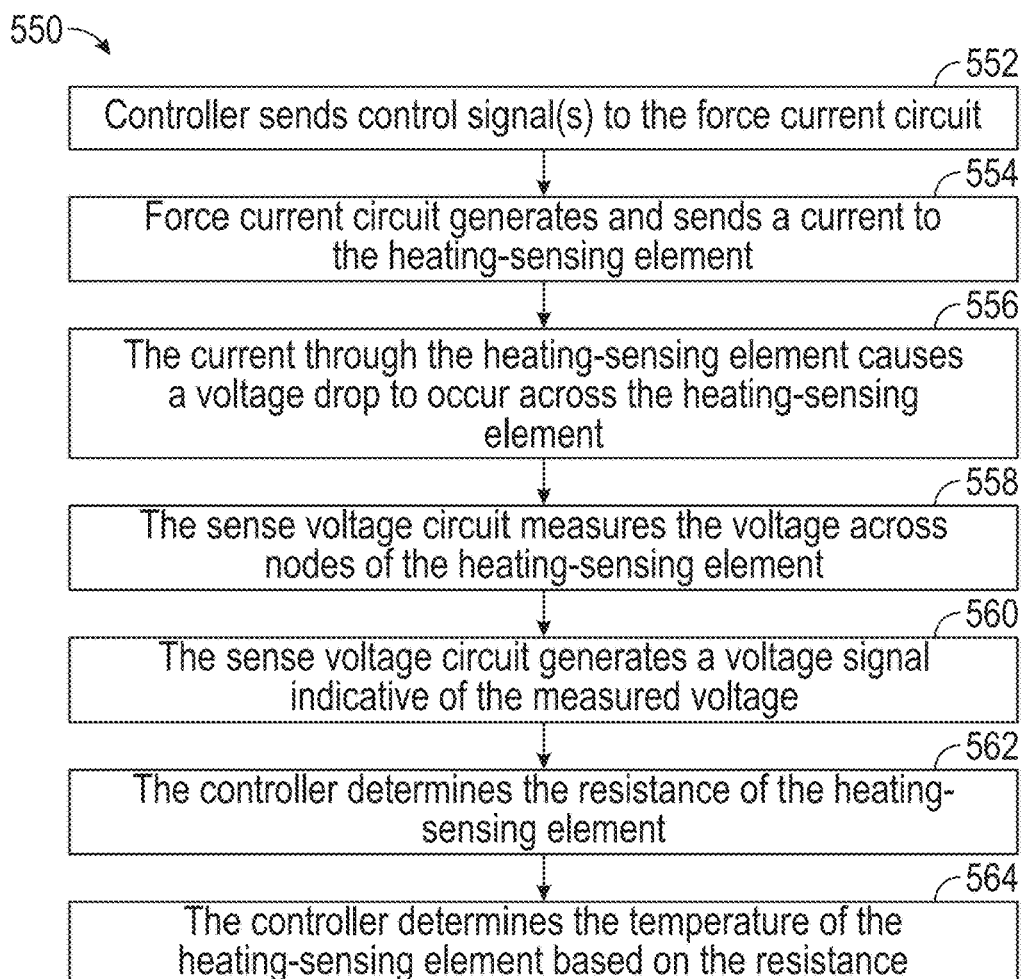 550
552
Controller sends control signal(s) to the force current circuit
554
Force current circuit generates and sends a current to
the heating-sensing element
556
The current through the heating-sensing element causes
a voltage drop to occur across the heating-sensing
element
558
The sense voltage circuit measures the voltage across
nodes of the heating-sensing element
560
The sense voltage circuit generates a voltage signal
indicative of the measured voltage
562
The controller determines the resistance of the heating-
sensing element
564
The controller determines the temperature of the
heating-sensing element based on the resistance